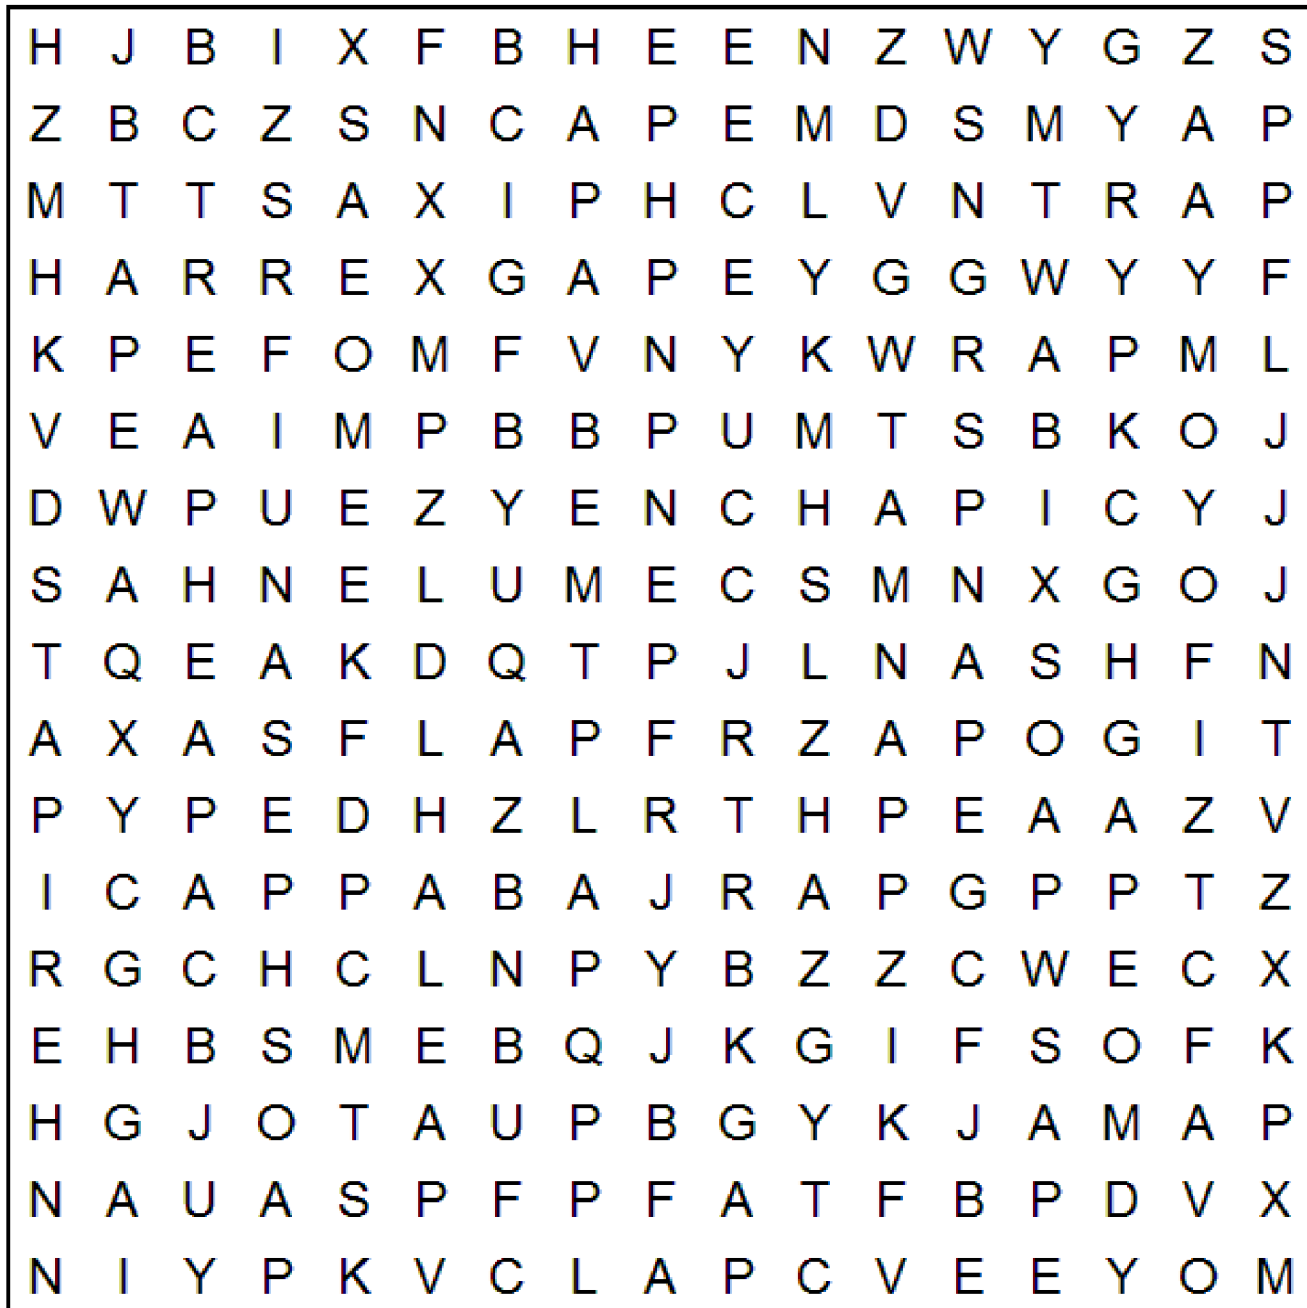 H J B I X F B H E E N Z W Y G Z S
Z B C Z S N C A P E M D S M Y A P
M T T S A X I P H C L V N T R A P
H A R R E X G A P E Y G G W Y Y F
K P E F O M F V N Y K W R A P M L
V E A I M P B B P U M T S B K O J
D W P U E Z Y E N C H A P I C Y J
S A H N E L U M E C S M N X G O J
T Q E A K D Q T P J L N A S H F N
A X A S F L A P F R Z A P O G I T
P Y P E D H Z L R T H P E A A Z V
I C A P P A B A J R A P G P P T Z
R G C H C L N P Y B Z Z C W E C X
E H B S M E B Q J K G I F S O F K
H G J O T A U P B G Y K J A M A P
N A U A S P F P F A T F B P D V X
N I Y P K V C L A P C V E E Y O M